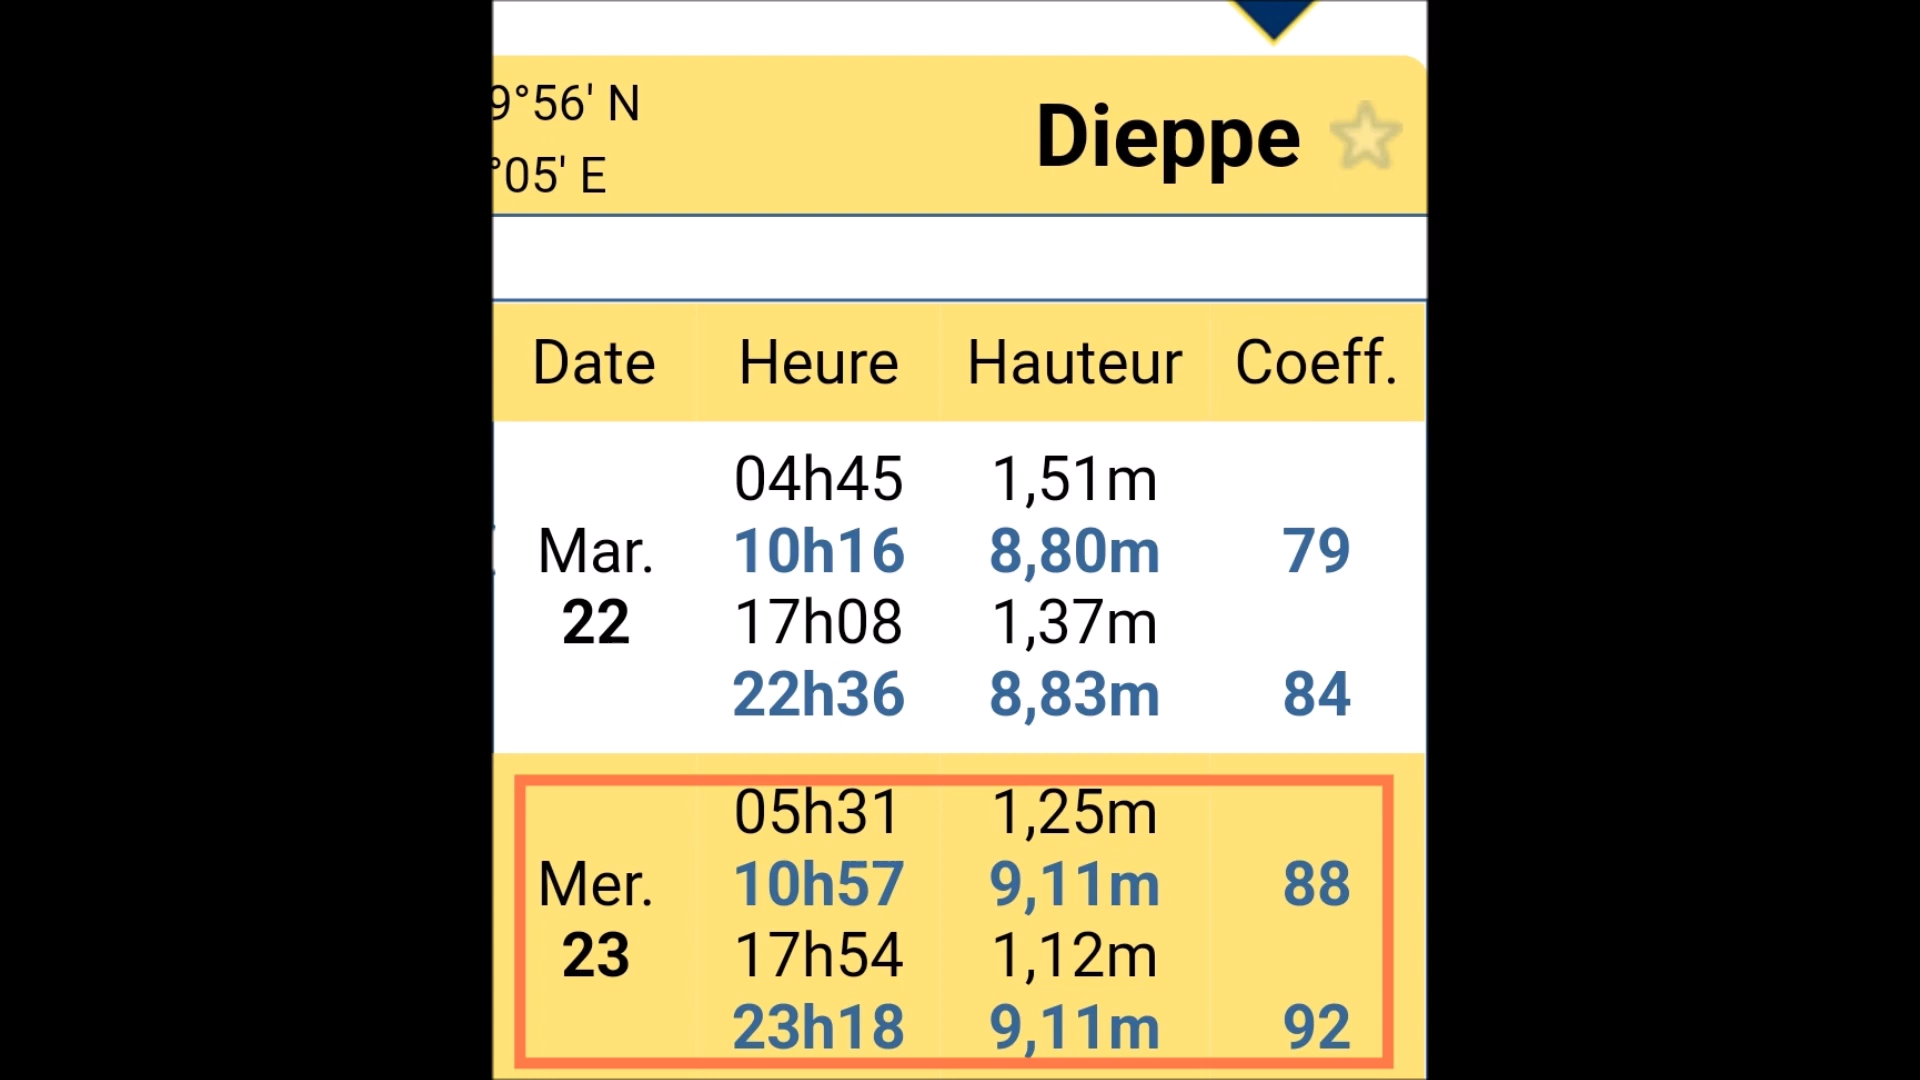 9°56' N
°05' E
Dieppe
Date Heure Hauteur Coeff.
04h45 1,51m
Mar. 10h16 8,80m 79
22 17h08 1,37m
22h36 8,83m 84
05h31 1,25m
Mer. 10h57 9,11m 88
23 17h54 1,12m
23h18 9,11m 92